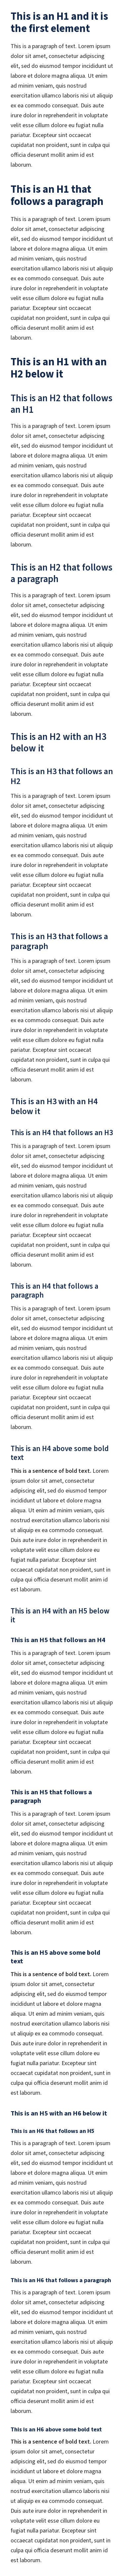 This is an H1 and it is
the first element
This is a paragraph of text. Lorem ipsum
dolor sit amet, consectetur adipiscing
elit, sed do eiusmod tempor incididunt ut
labore et dolore magna aliqua. Ut enim
ad minim veniam, quis nostrud
exercitation ullamco laboris nisi ut aliquip
ex ea commodo consequat. Duis aute
irure dolor in reprehenderit in voluptate
velit esse cillum dolore eu fugiat nulla
pariatur. Excepteur sint occaecat
cupidatat non proident, sunt in culpa qui
officia deserunt mollit anim id est
laborum.
This is an H1 that
follows a paragraph
This is a paragraph of text. Lorem ipsum
dolor sit amet, consectetur adipiscing
elit, sed do eiusmod tempor incididunt ut
labore et dolore magna aliqua. Ut enim
ad minim veniam, quis nostrud
exercitation ullamco laboris nisi ut aliquip
ex ea commodo consequat. Duis aute
irure dolor in reprehenderit in voluptate
velit esse cillum dolore eu fugiat nulla
pariatur. Excepteur sint occaecat
cupidatat non proident, sunt in culpa qui
officia deserunt mollit anim id est
laborum.
This is an H1 with an
H2 below it
This is an H2 that follows
an H1
This is a paragraph of text. Lorem ipsum
dolor sit amet, consectetur adipiscing
elit, sed do eiusmod tempor incididunt ut
labore et dolore magna aliqua. Ut enim
ad minim veniam, quis nostrud
exercitation ullamco laboris nisi ut aliquip
ex ea commodo consequat. Duis aute
irure dolor in reprehenderit in voluptate
velit esse cillum dolore eu fugiat nulla
pariatur. Excepteur sint occaecat
cupidatat non proident, sunt in culpa qui
officia deserunt mollit anim id est
laborum.
This is an H2 that follows
a paragraph
This is a paragraph of text. Lorem ipsum
dolor sit amet, consectetur adipiscing
elit, sed do eiusmod tempor incididunt ut
labore et dolore magna aliqua. Ut enim
ad minim veniam, quis nostrud
exercitation ullamco laboris nisi ut aliquip
ex ea commodo consequat. Duis aute
irure dolor in reprehenderit in voluptate
velit esse cillum dolore eu fugiat nulla
pariatur. Excepteur sint occaecat
cupidatat non proident, sunt in culpa qui
officia deserunt mollit anim id est
laborum.
This is an H2 with an H3
below it
This is an H3 that follows an
H2
This is a paragraph of text. Lorem ipsum
dolor sit amet, consectetur adipiscing
elit, sed do eiusmod tempor incididunt ut
labore et dolore magna aliqua. Ut enim
ad minim veniam, quis nostrud
exercitation ullamco laboris nisi ut aliquip
ex ea commodo consequat. Duis aute
irure dolor in reprehenderit in voluptate
velit esse cillum dolore eu fugiat nulla
pariatur. Excepteur sint occaecat
cupidatat non proident, sunt in culpa qui
officia deserunt mollit anim id est
laborum.
This is an H3 that follows a
paragraph
This is a paragraph of text. Lorem ipsum
dolor sit amet, consectetur adipiscing
elit, sed do eiusmod tempor incididunt ut
labore et dolore magna aliqua. Ut enim
ad minim veniam, quis nostrud
exercitation ullamco laboris nisi ut aliquip
ex ea commodo consequat. Duis aute
irure dolor in reprehenderit in voluptate
velit esse cillum dolore eu fugiat nulla
pariatur. Excepteur sint occaecat
cupidatat non proident, sunt in culpa qui
officia deserunt mollit anim id est
laborum.
This is an H3 with an H4
below it
This is an H4 that follows an H3
This is a paragraph of text. Lorem ipsum
dolor sit amet, consectetur adipiscing
elit, sed do eiusmod tempor incididunt ut
labore et dolore magna aliqua. Ut enim
ad minim veniam, quis nostrud
exercitation ullamco laboris nisi ut aliquip
ex ea commodo consequat. Duis aute
irure dolor in reprehenderit in voluptate
velit esse cillum dolore eu fugiat nulla
pariatur. Excepteur sint occaecat
cupidatat non proident, sunt in culpa qui
officia deserunt mollit anim id est
laborum.
This is an H4 that follows a
paragraph
This is a paragraph of text. Lorem ipsum
dolor sit amet, consectetur adipiscing
elit, sed do eiusmod tempor incididunt ut
labore et dolore magna aliqua. Ut enim
ad minim veniam, quis nostrud
exercitation ullamco laboris nisi ut aliquip
ex ea commodo consequat. Duis aute
irure dolor in reprehenderit in voluptate
velit esse cillum dolore eu fugiat nulla
pariatur. Excepteur sint occaecat
cupidatat non proident, sunt in culpa qui
officia deserunt mollit anim id est
laborum.
This is an H4 above some bold
text
This is a sentence of bold text. Lorem
ipsum dolor sit amet, consectetur
adipiscing elit, sed do eiusmod tempor
incididunt ut labore et dolore magna
aliqua. Ut enim ad minim veniam, quis
nostrud exercitation ullamco laboris nisi
ut aliquip ex ea commodo consequat.
Duis aute irure dolor in reprehenderit in
voluptate velit esse cillum dolore eu
fugiat nulla pariatur. Excepteur sint
occaecat cupidatat non proident, sunt in
culpa qui officia deserunt mollit anim id
est laborum.
This is an H4 with an H5 below
it
This is an H5 that follows an H4
This is a paragraph of text. Lorem ipsum
dolor sit amet, consectetur adipiscing
elit, sed do eiusmod tempor incididunt ut
labore et dolore magna aliqua. Ut enim
ad minim veniam, quis nostrud
exercitation ullamco laboris nisi ut aliquip
ex ea commodo consequat. Duis aute
irure dolor in reprehenderit in voluptate
velit esse cillum dolore eu fugiat nulla
pariatur. Excepteur sint occaecat
cupidatat non proident, sunt in culpa qui
officia deserunt mollit anim id est
laborum.
This is an H5 that follows a
paragraph
This is a paragraph of text. Lorem ipsum
dolor sit amet, consectetur adipiscing
elit, sed do eiusmod tempor incididunt ut
labore et dolore magna aliqua. Ut enim
ad minim veniam, quis nostrud
exercitation ullamco laboris nisi ut aliquip
ex ea commodo consequat. Duis aute
irure dolor in reprehenderit in voluptate
velit esse cillum dolore eu fugiat nulla
pariatur. Excepteur sint occaecat
cupidatat non proident, sunt in culpa qui
officia deserunt mollit anim id est
laborum.
This is an H5 above some bold
text
This is a sentence of bold text. Lorem
ipsum dolor sit amet, consectetur
adipiscing elit, sed do eiusmod tempor
incididunt ut labore et dolore magna
aliqua. Ut enim ad minim veniam, quis
nostrud exercitation ullamco laboris nisi
ut aliquip ex ea commodo consequat.
Duis aute irure dolor in reprehenderit in
voluptate velit esse cillum dolore eu
fugiat nulla pariatur. Excepteur sint
occaecat cupidatat non proident, sunt in
culpa qui officia deserunt mollit anim id
est laborum.
This is an H5 with an H6 below it
This is an H6 that follows an H5
This is a paragraph of text. Lorem ipsum
dolor sit amet, consectetur adipiscing
elit, sed do eiusmod tempor incididunt ut
labore et dolore magna aliqua. Ut enim
ad minim veniam, quis nostrud
exercitation ullamco laboris nisi ut aliquip
ex ea commodo consequat. Duis aute
irure dolor in reprehenderit in voluptate
velit esse cillum dolore eu fugiat nulla
pariatur. Excepteur sint occaecat
cupidatat non proident, sunt in culpa qui
officia deserunt mollit anim id est
laborum.
This is an H6 that follows a paragraph
This is a paragraph of text. Lorem ipsum
dolor sit amet, consectetur adipiscing
elit, sed do eiusmod tempor incididunt ut
labore et dolore magna aliqua. Ut enim
ad minim veniam, quis nostrud
exercitation ullamco laboris nisi ut aliquip
ex ea commodo consequat. Duis aute
irure dolor in reprehenderit in voluptate
velit esse cillum dolore eu fugiat nulla
pariatur. Excepteur sint occaecat
cupidatat non proident, sunt in culpa qui
officia deserunt mollit anim id est
laborum.
This is an H6 above some bold text
This is a sentence of bold text. Lorem
ipsum dolor sit amet, consectetur
adipiscing elit, sed do eiusmod tempor
incididunt ut labore et dolore magna
aliqua. Ut enim ad minim veniam, quis
nostrud exercitation ullamco laboris nisi
ut aliquip ex ea commodo consequat.
Duis aute irure dolor in reprehenderit in
voluptate velit esse cillum dolore eu
fugiat nulla pariatur. Excepteur sint
occaecat cupidatat non proident, sunt in
culpa qui officia deserunt mollit anim id
est laborum.